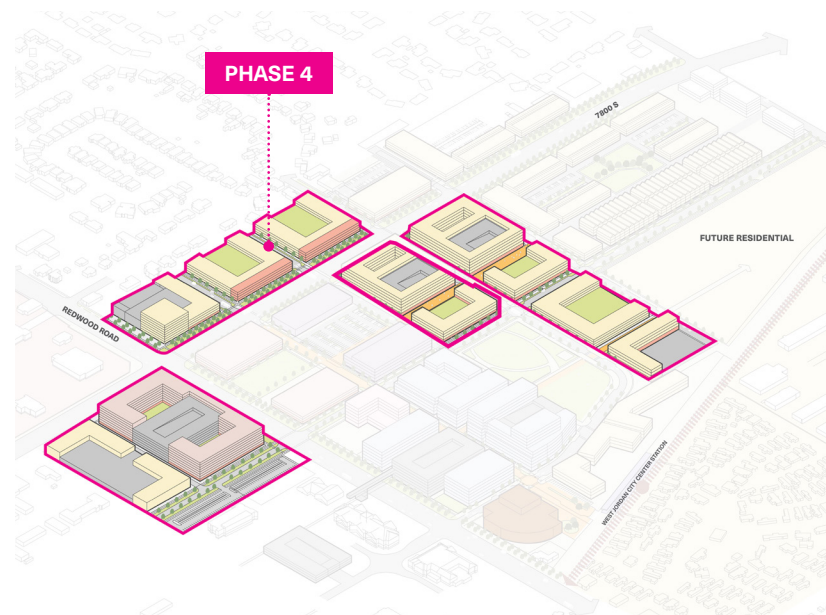 PHASE 4
7800 S
FUTURE RESIDENTIAL
REDWOOD ROAD
WEST JORDAN CITY CENTER STATION